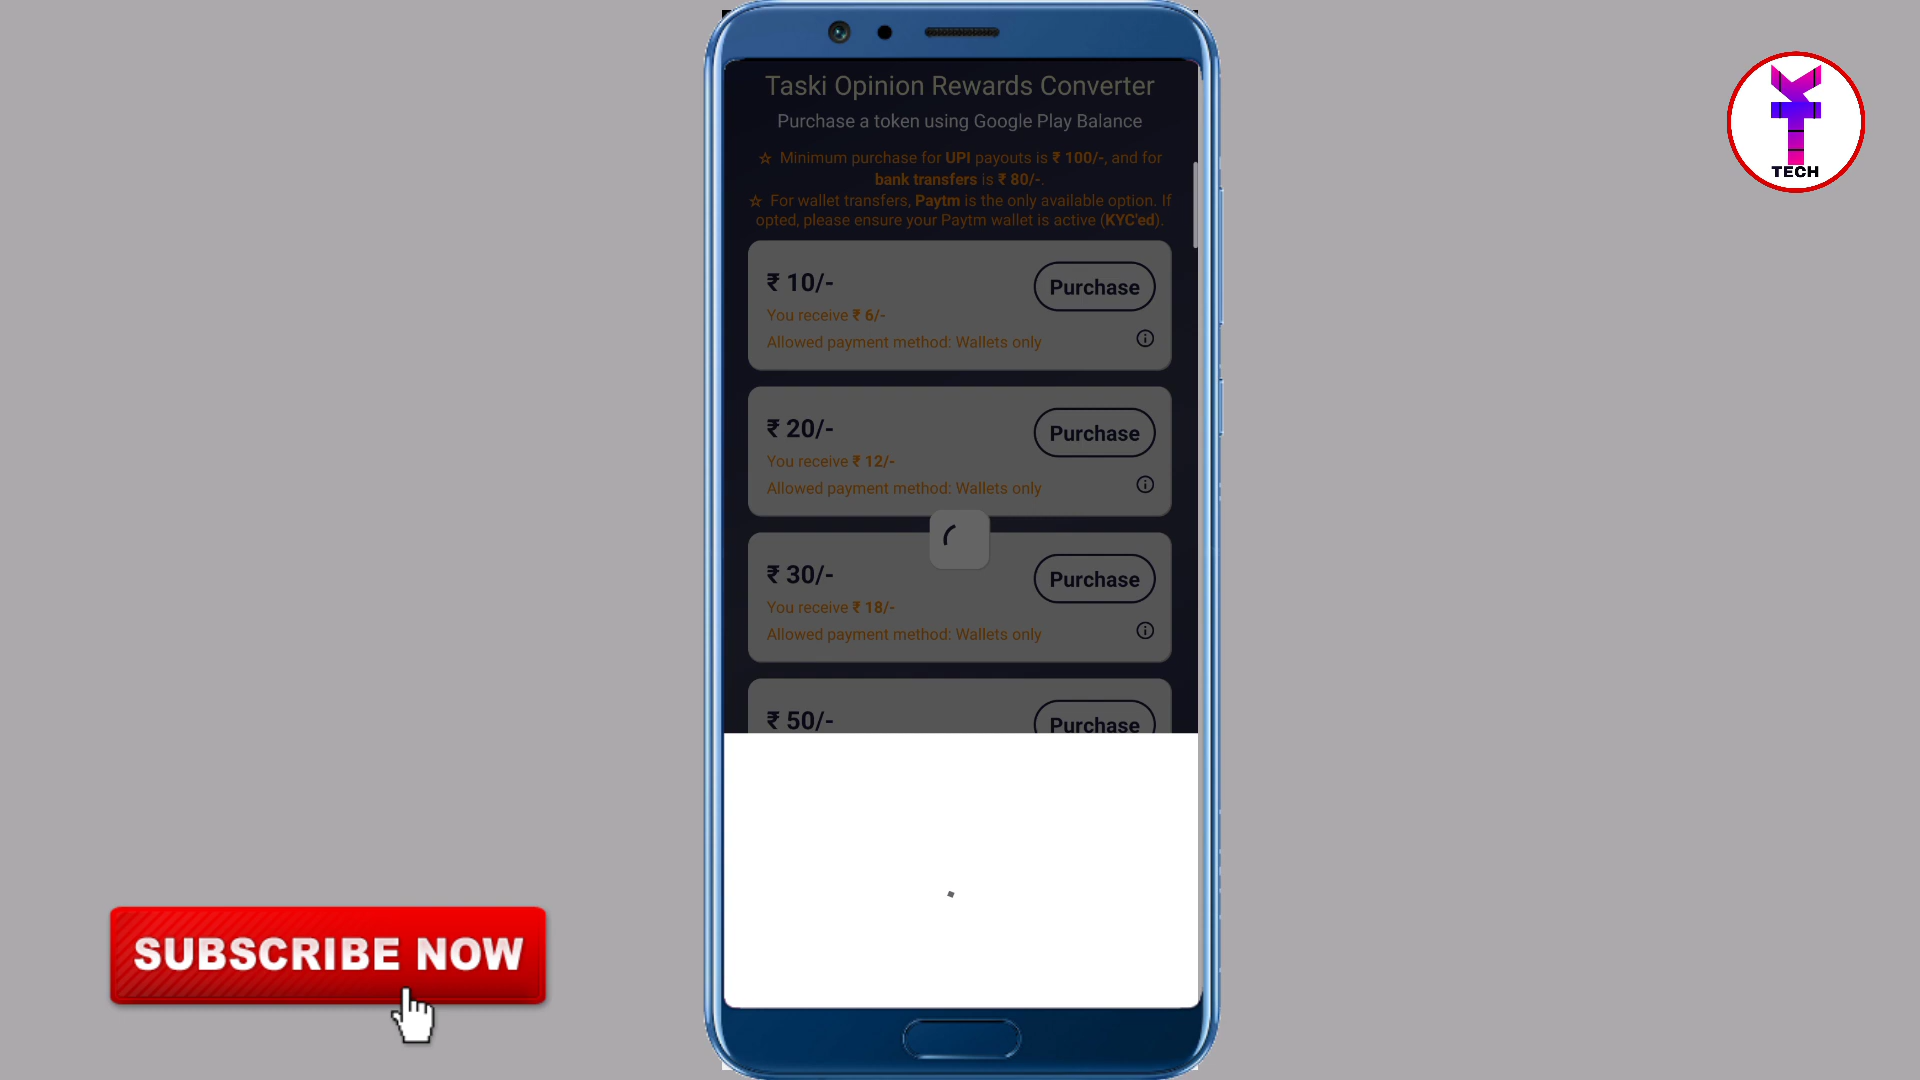 Taski Opinion Rewards Converter
Purchase a token using Google Play Balance
☆ Minimum purchase for UPI payouts is ₹ 100/-, and for
bank transfers is ₹ 80/-.
☆ For wallet transfers, Paytm is the only available option. If
opted, please ensure your Paytm wallet is active (KYC'ed).
₹ 10/-
Purchase
You receive ₹ 6/-
Allowed payment method: Wallets only
₹ 20/-
Purchase
You receive ₹ 12/-
Allowed payment method: Wallets only
₹ 30/-
Purchase
You receive ₹ 18/-
Allowed payment method: Wallets only
₹ 50/-
Purchase
TECH
SUBSCRIBE NOW